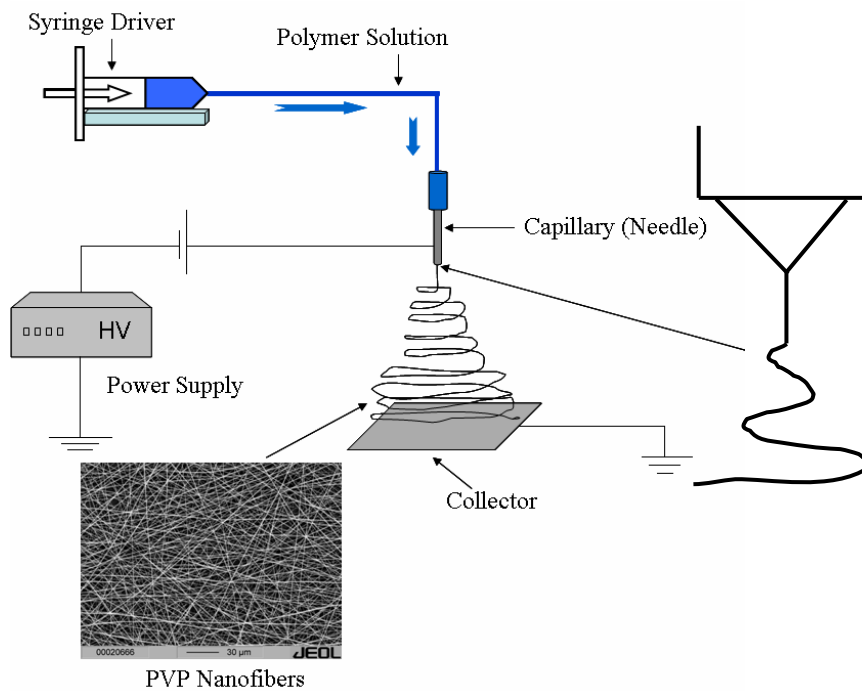 Syringe Driver
Polymer Solution
Capillary (Needle)
HV
Power Supply
Collector
00020666
30 µm
JEOL
PVP Nanofibers